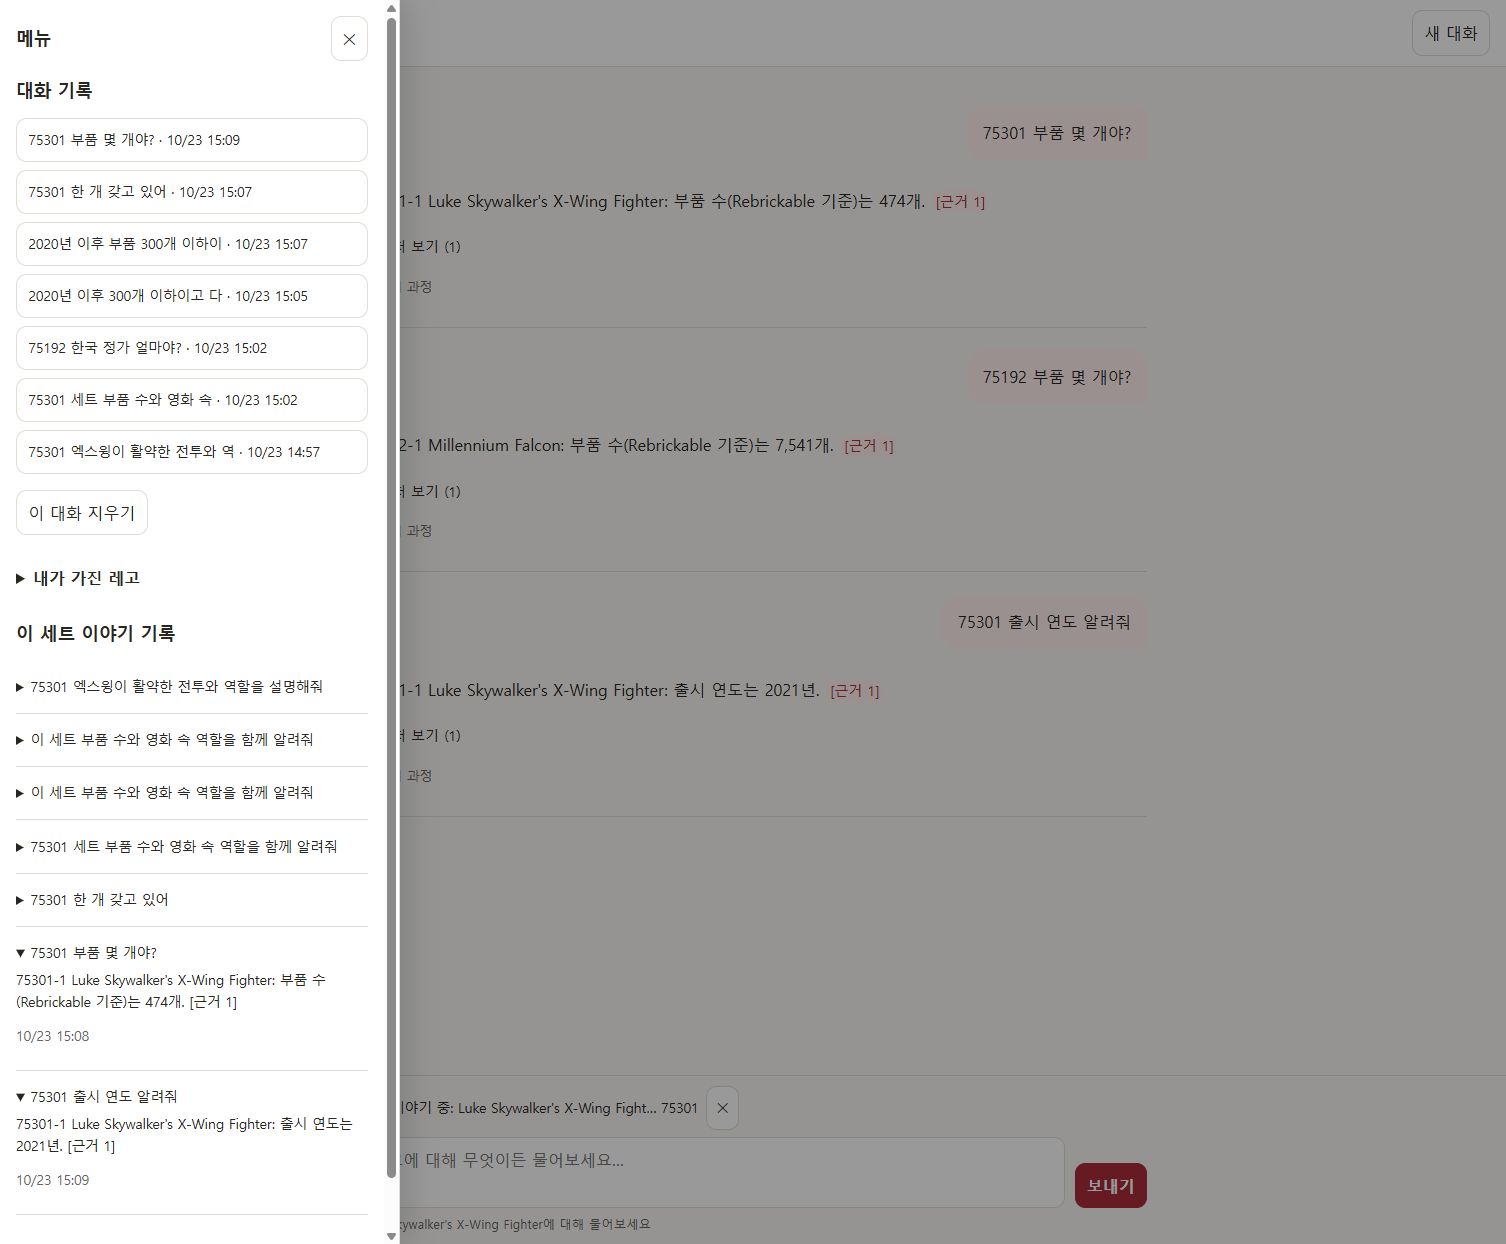 메뉴
대화 기록
75301 부품 몇 개야? · 10/23 15:09
75301 한 개 갖고 있어 · 10/23 15:07
2020년 이후 부품 300개 이하이 · 10/23 15:07
2020년 이후 300개 이하이고 다 · 10/23 15:05
75192 한국 정가 얼마야? · 10/23 15:02
75301 세트 부품 수와 영화 속 · 10/23 15:02
75301 엑스윙이 활약한 전투와 역 · 10/23 14:57
이 대화 지우기
▶ 내가 가진 레고
이 세트 이야기 기록
▶ 75301 엑스윙이 활약한 전투와 역할을 설명해줘
▶ 이 세트 부품 수와 영화 속 역할을 함께 알려줘
▶ 이 세트 부품 수와 영화 속 역할을 함께 알려줘
▶ 75301 세트 부품 수와 영화 속 역할을 함께 알려줘
▶ 75301 한 개 갖고 있어
▼ 75301 부품 몇 개야?
75301-1 Luke Skywalker's X-Wing Fighter: 부품 수
(Rebrickable 기준)는 474개. [근거 1]
10/23 15:08
▼ 75301 출시 연도 알려줘
75301-1 Luke Skywalker's X-Wing Fighter: 출시 연도는
2021년. [근거 1]
10/23 15:09
새 대화
75301 부품 몇 개야?
1-1 Luke Skywalker's X-Wing Fighter: 부품 수(Rebrickable 기준)는 474개. [근거 1]
보기 (1)
과정
75192 부품 몇 개야?
2-1 Millennium Falcon: 부품 수(Rebrickable 기준)는 7,541개. [근거 1]
보기 (1)
과정
75301 출시 연도 알려줘
1-1 Luke Skywalker's X-Wing Fighter: 출시 연도는 2021년. [근거 1]
보기 (1)
과정
이야기 중: Luke Skywalker's X-Wing Fight... 75301
에 대해 무엇이든 물어보세요...
보내기
kywalker's X-Wing Fighter에 대해 물어보세요